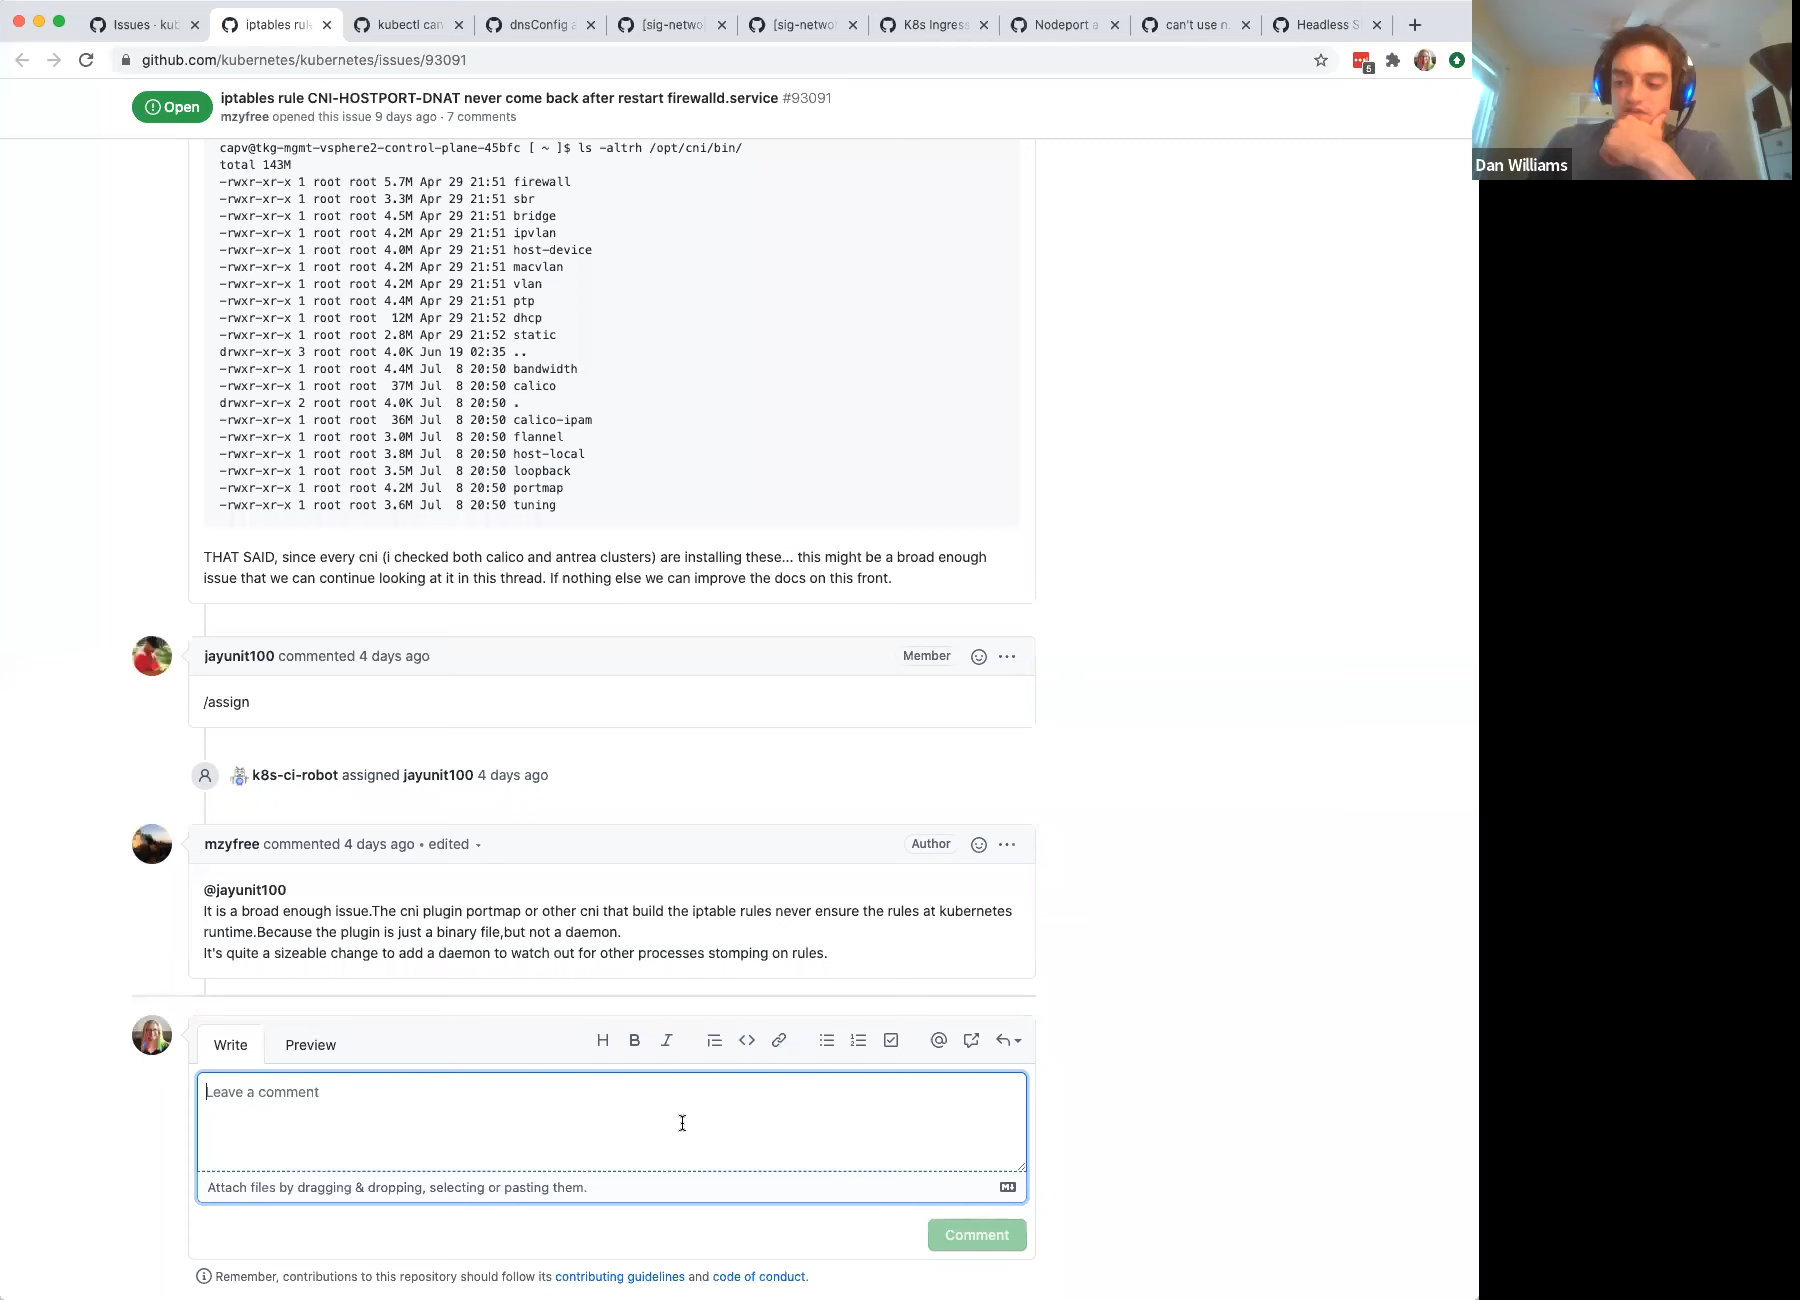 Issues · kub
iptables rul
kubectl can
dnsConfig a
[sig-netwo
[sig-netwo
K8s Ingress
Nodeport a
can't use n
Headless S
github.com/kubernetes/kubernetes/issues/93091
6
Open
iptables rule CNI-HOSTPORT-DNAT never come back after restart firewalld.service #93091
mzyfree opened this issue 9 days ago · 7 comments
Dan Williams
capv@tkg-mgmt-vsphere2-control-plane-45bfc [ ~ ]$ ls -altrh /opt/cni/bin/
total 143M
-rwxr-xr-x 1 root root 5.7M Apr 29 21:51 firewall
-rwxr-xr-x 1 root root 3.3M Apr 29 21:51 sbr
-rwxr-xr-x 1 root root 4.5M Apr 29 21:51 bridge
-rwxr-xr-x 1 root root 4.2M Apr 29 21:51 ipvlan
-rwxr-xr-x 1 root root 4.0M Apr 29 21:51 host-device
-rwxr-xr-x 1 root root 4.2M Apr 29 21:51 macvlan
-rwxr-xr-x 1 root root 4.2M Apr 29 21:51 vlan
-rwxr-xr-x 1 root root 4.4M Apr 29 21:51 ptp
-rwxr-xr-x 1 root root  12M Apr 29 21:52 dhcp
-rwxr-xr-x 1 root root 2.8M Apr 29 21:52 static
drwxr-xr-x 3 root root 4.0K Jun 19 02:35 ..
-rwxr-xr-x 1 root root 4.4M Jul  8 20:50 bandwidth
-rwxr-xr-x 1 root root  37M Jul  8 20:50 calico
drwxr-xr-x 2 root root 4.0K Jul  8 20:50 .
-rwxr-xr-x 1 root root  36M Jul  8 20:50 calico-ipam
-rwxr-xr-x 1 root root 3.0M Jul  8 20:50 flannel
-rwxr-xr-x 1 root root 3.8M Jul  8 20:50 host-local
-rwxr-xr-x 1 root root 3.5M Jul  8 20:50 loopback
-rwxr-xr-x 1 root root 4.2M Jul  8 20:50 portmap
-rwxr-xr-x 1 root root 3.6M Jul  8 20:50 tuning
THAT SAID, since every cni (i checked both calico and antrea clusters) are installing these... this might be a broad enough
issue that we can continue looking at it in this thread. If nothing else we can improve the docs on this front.
jayunit100 commented 4 days ago
Member
/assign
k8s-ci-robot assigned jayunit100 4 days ago
mzyfree commented 4 days ago • edited
Author
@jayunit100
It is a broad enough issue.The cni plugin portmap or other cni that build the iptable rules never ensure the rules at kubernetes
runtime.Because the plugin is just a binary file,but not a daemon.
It's quite a sizeable change to add a daemon to watch out for other processes stomping on rules.
Write
Preview
Leave a comment
Attach files by dragging & dropping, selecting or pasting them.
Comment
Remember, contributions to this repository should follow its contributing guidelines and code of conduct.